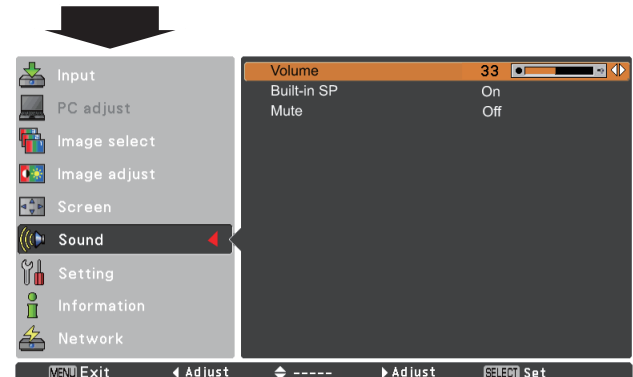 Input
PC adjust
Image select
Image adjust
Screen
Sound
Setting
Information
Network
Volume 33
Built-in SP On
Mute Off
MENU Exit ◀ Adjust ◆ ----- ▶ Adjust SELECT Set